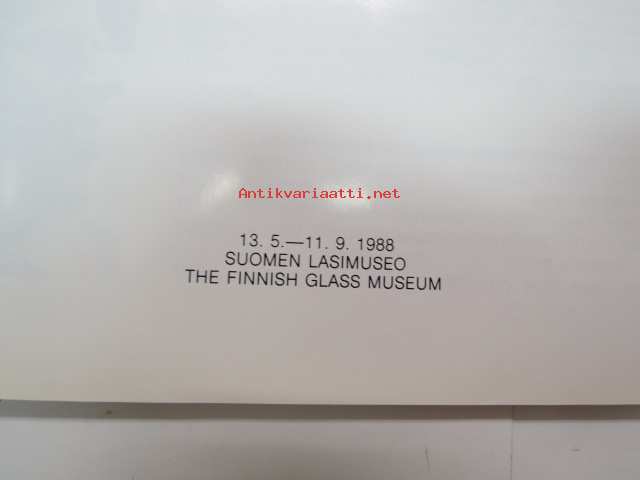 Antikvariaatti.net
13. 5.—11. 9. 1988
SUOMEN LASIMUSEO
THE FINNISH GLASS MUSEUM